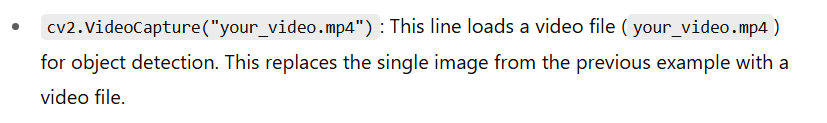 cv2.VideoCapture("your_video.mp4"): This line loads a video file (your_video.mp4)
for object detection. This replaces the single image from the previous example with a
video file.